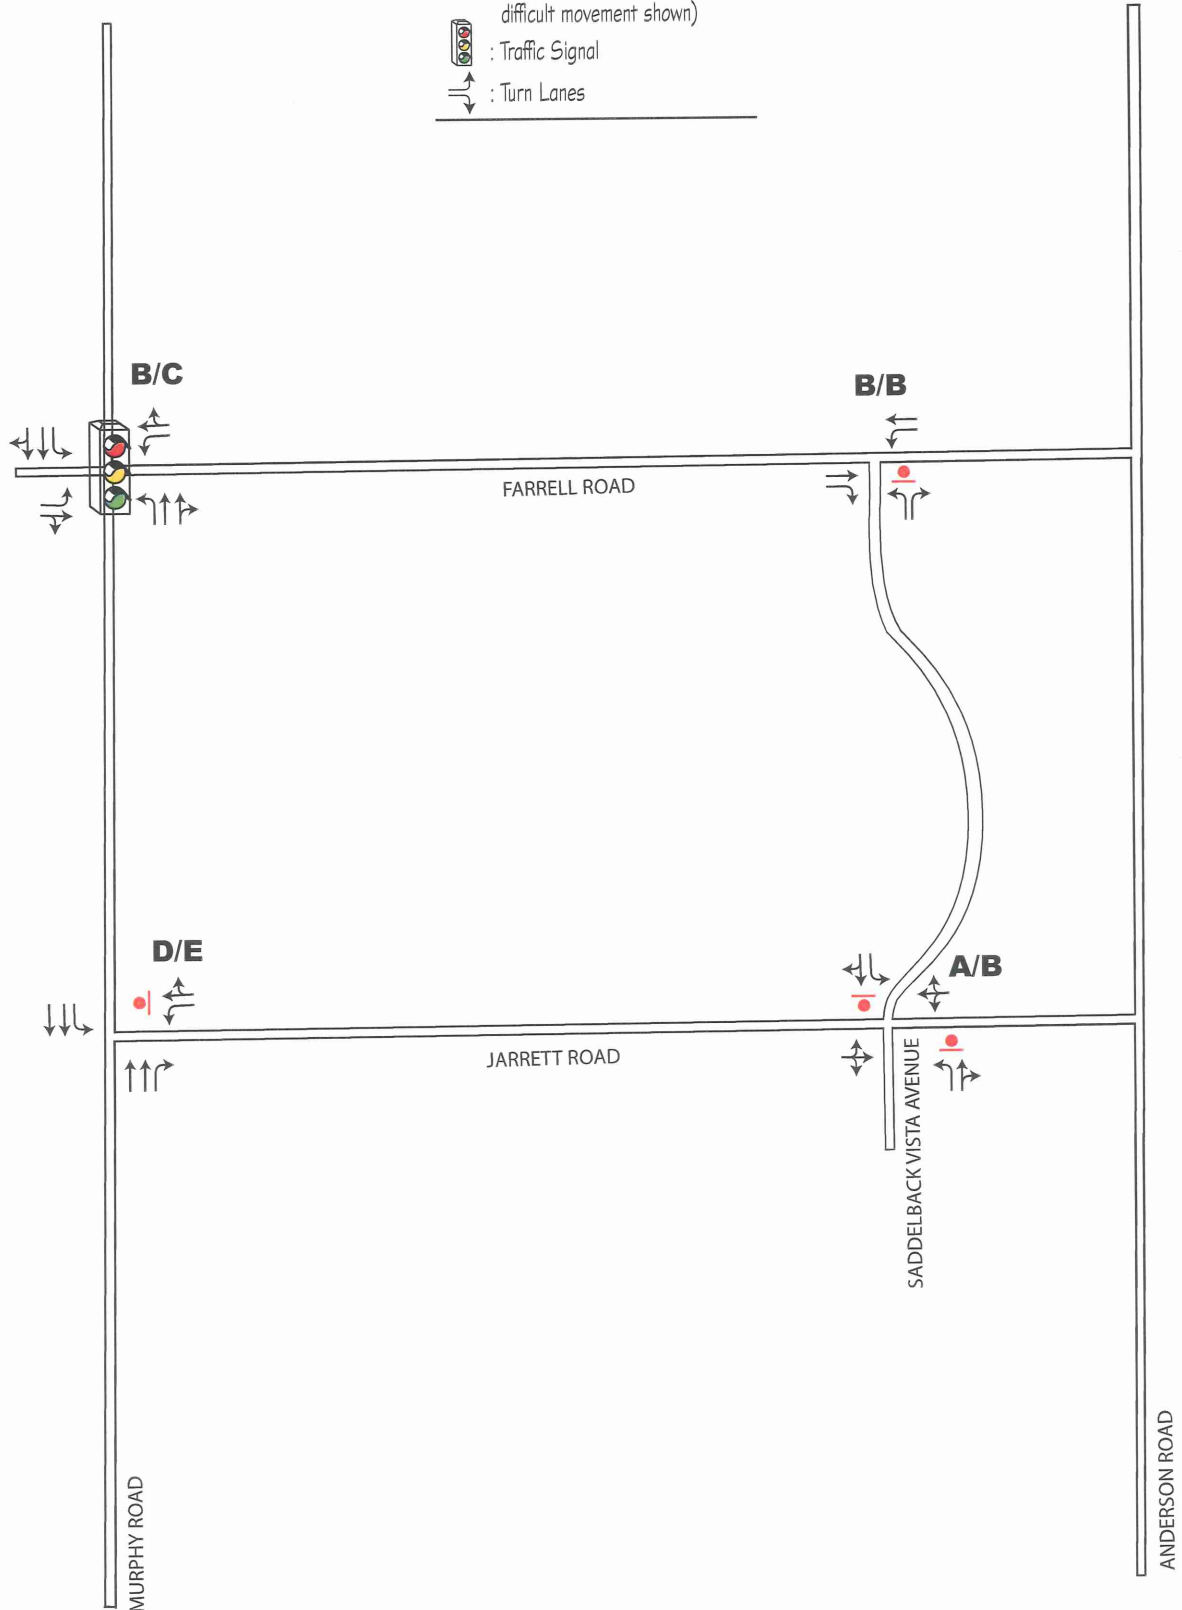 difficult movement shown)
: Traffic Signal
: Turn Lanes
B/C
B/B
FARRELL ROAD
D/E
A/B
JARRETT ROAD
SADDELBACK VISTA AVENUE
MURPHY ROAD
ANDERSON ROAD